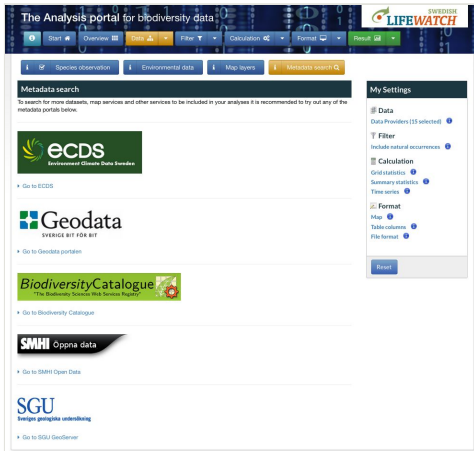 The Analysis portal for biodiversity data
SWEDISH
LIFEWATCH
Start
Overview
Data
Filter
Calculation
Format
Result
Species observation
Environmental data
Map layers
Metadata search
Metadata search
To search for more datasets, map services and other services to be included in your analyses it is recommended to try out any of the
metadata portals below.
ecds
Environment Climate Data Sweden
Go to ECDS
Geodata
SVERIGE BIT FÖR BIT
Go to Geodata portalen
BiodiversityCatalogue
"The Biodiversity Sciences Web Services Registry"
Go to Biodiversity Catalogue
SMHI Öppna data
Go to SMHI Open Data
SGU
Sveriges geologiska undersökning
Go to SGU GeoServer
My Settings
Data
Data Providers (15 selected)
Filter
Include natural occurrences
Calculation
Grid statistics
Summary statistics
Time series
Format
Map
Table columns
File format
Reset